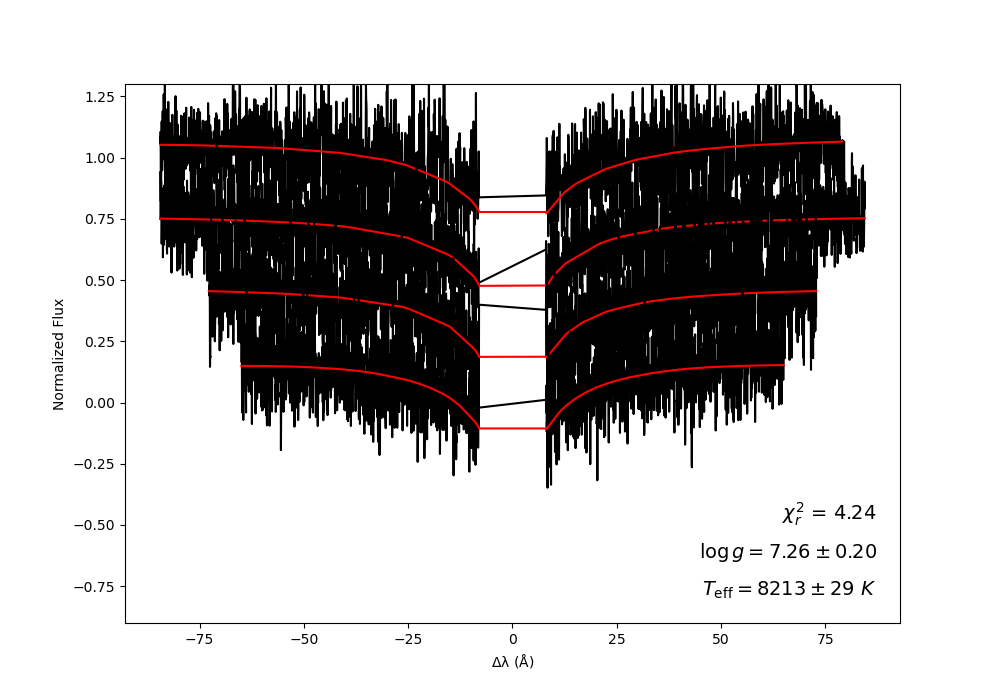 1.25
1.00
0.75
0.50
0.25
0.00
−0.25
−0.50
−0.75
Normalized Flux
χ²ᵣ = 4.24
log g = 7.26 ± 0.20
T_eff = 8213 ± 29 K
−75 −50 −25 0 25 50 75
Δλ (Å)